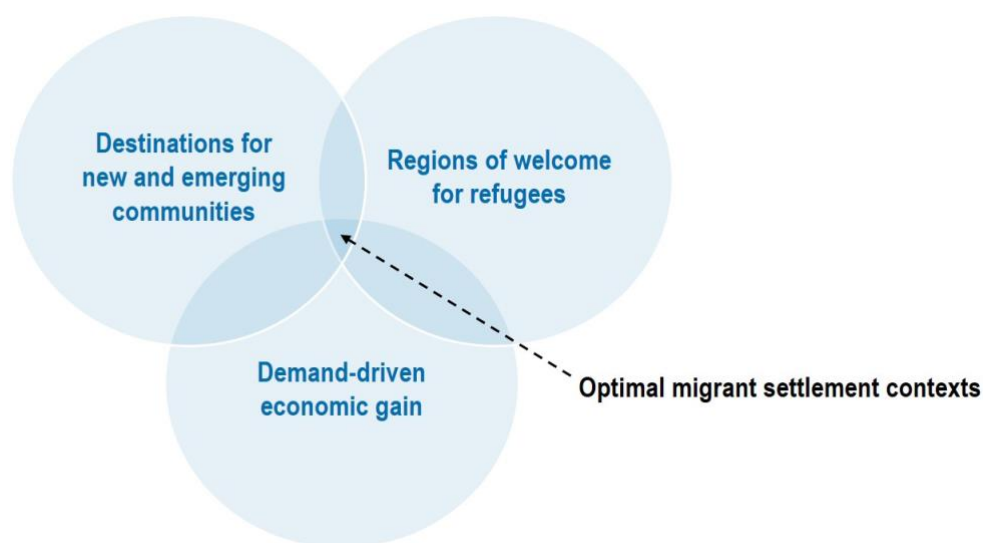 Destinations for
new and emerging
communities
Regions of welcome
for refugees
Demand-driven
economic gain
Optimal migrant settlement contexts